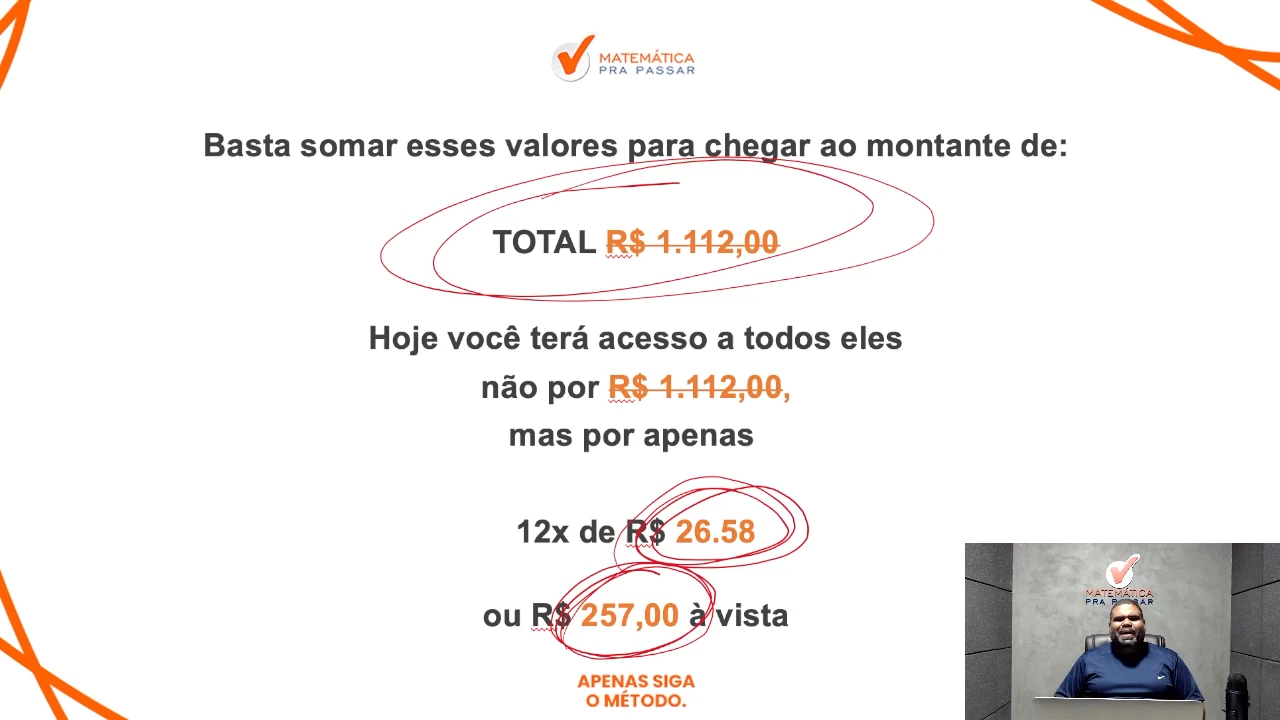 MATEMÁTICA
PRA PASSAR
Basta somar esses valores para chegar ao montante de:
TOTAL R$ 1.112,00
Hoje você terá acesso a todos eles
não por R$ 1.112,00,
mas por apenas
12x de R$ 26.58
ou R$ 257,00 à vista
APENAS SIGA
O MÉTODO.
MATEMÁTICA
PRA PASSAR